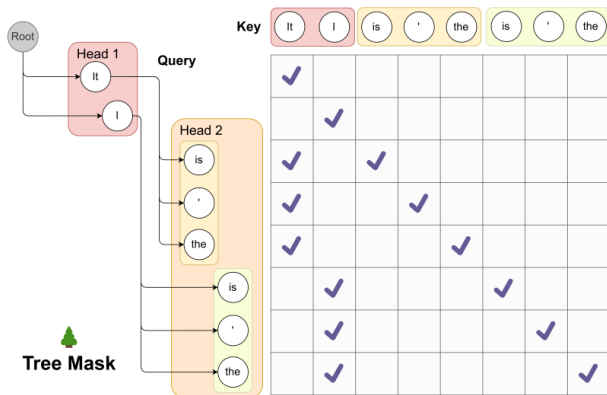 Root
Head 1
Query
Key
It I is ' the is ' the
It
I
Head 2
is
'
the
is
'
the
Tree Mask